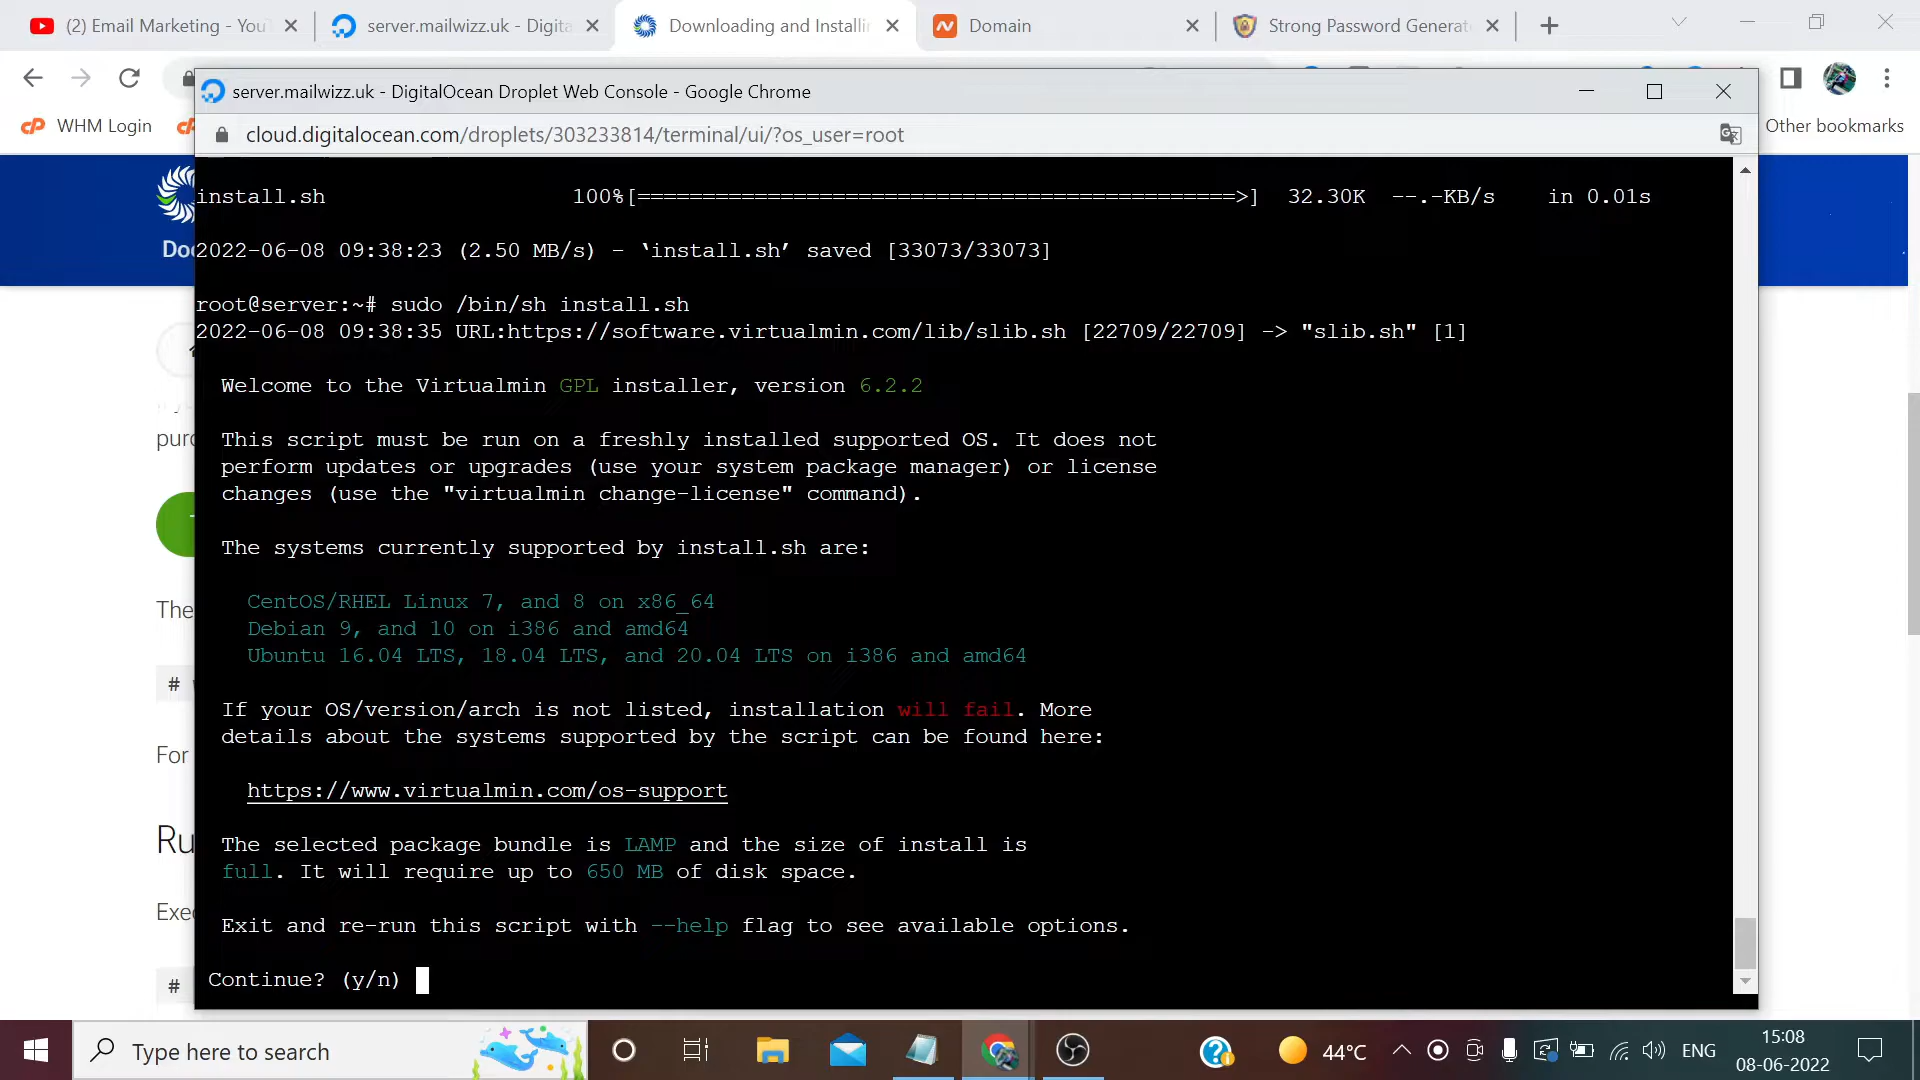 (2) Email Marketing - You
server.mailwizz.uk - Digita
Downloading and Installin
Domain
Strong Password Generat
WHM Login
Other bookmarks
server.mailwizz.uk - DigitalOcean Droplet Web Console - Google Chrome
cloud.digitalocean.com/droplets/303233814/terminal/ui/?os_user=root
Doc
purc
The
#
For
Ru
Exec
#
install.sh 100%[==============================================>] 32.30K --.-KB/s in 0.01s
2022-06-08 09:38:23 (2.50 MB/s) - ‘install.sh’ saved [33073/33073]
root@server:~# sudo /bin/sh install.sh
2022-06-08 09:38:35 URL:https://software.virtualmin.com/lib/slib.sh [22709/22709] -> "slib.sh" [1]
Welcome to the Virtualmin GPL installer, version 6.2.2
This script must be run on a freshly installed supported OS. It does not
perform updates or upgrades (use your system package manager) or license
changes (use the "virtualmin change-license" command).
The systems currently supported by install.sh are:
CentOS/RHEL Linux 7, and 8 on x86_64
Debian 9, and 10 on i386 and amd64
Ubuntu 16.04 LTS, 18.04 LTS, and 20.04 LTS on i386 and amd64
If your OS/version/arch is not listed, installation will fail. More
details about the systems supported by the script can be found here:
https://www.virtualmin.com/os-support
The selected package bundle is LAMP and the size of install is
full. It will require up to 650 MB of disk space.
Exit and re-run this script with --help flag to see available options.
Continue? (y/n)
Type here to search
44°C
ENG
15:08
08-06-2022